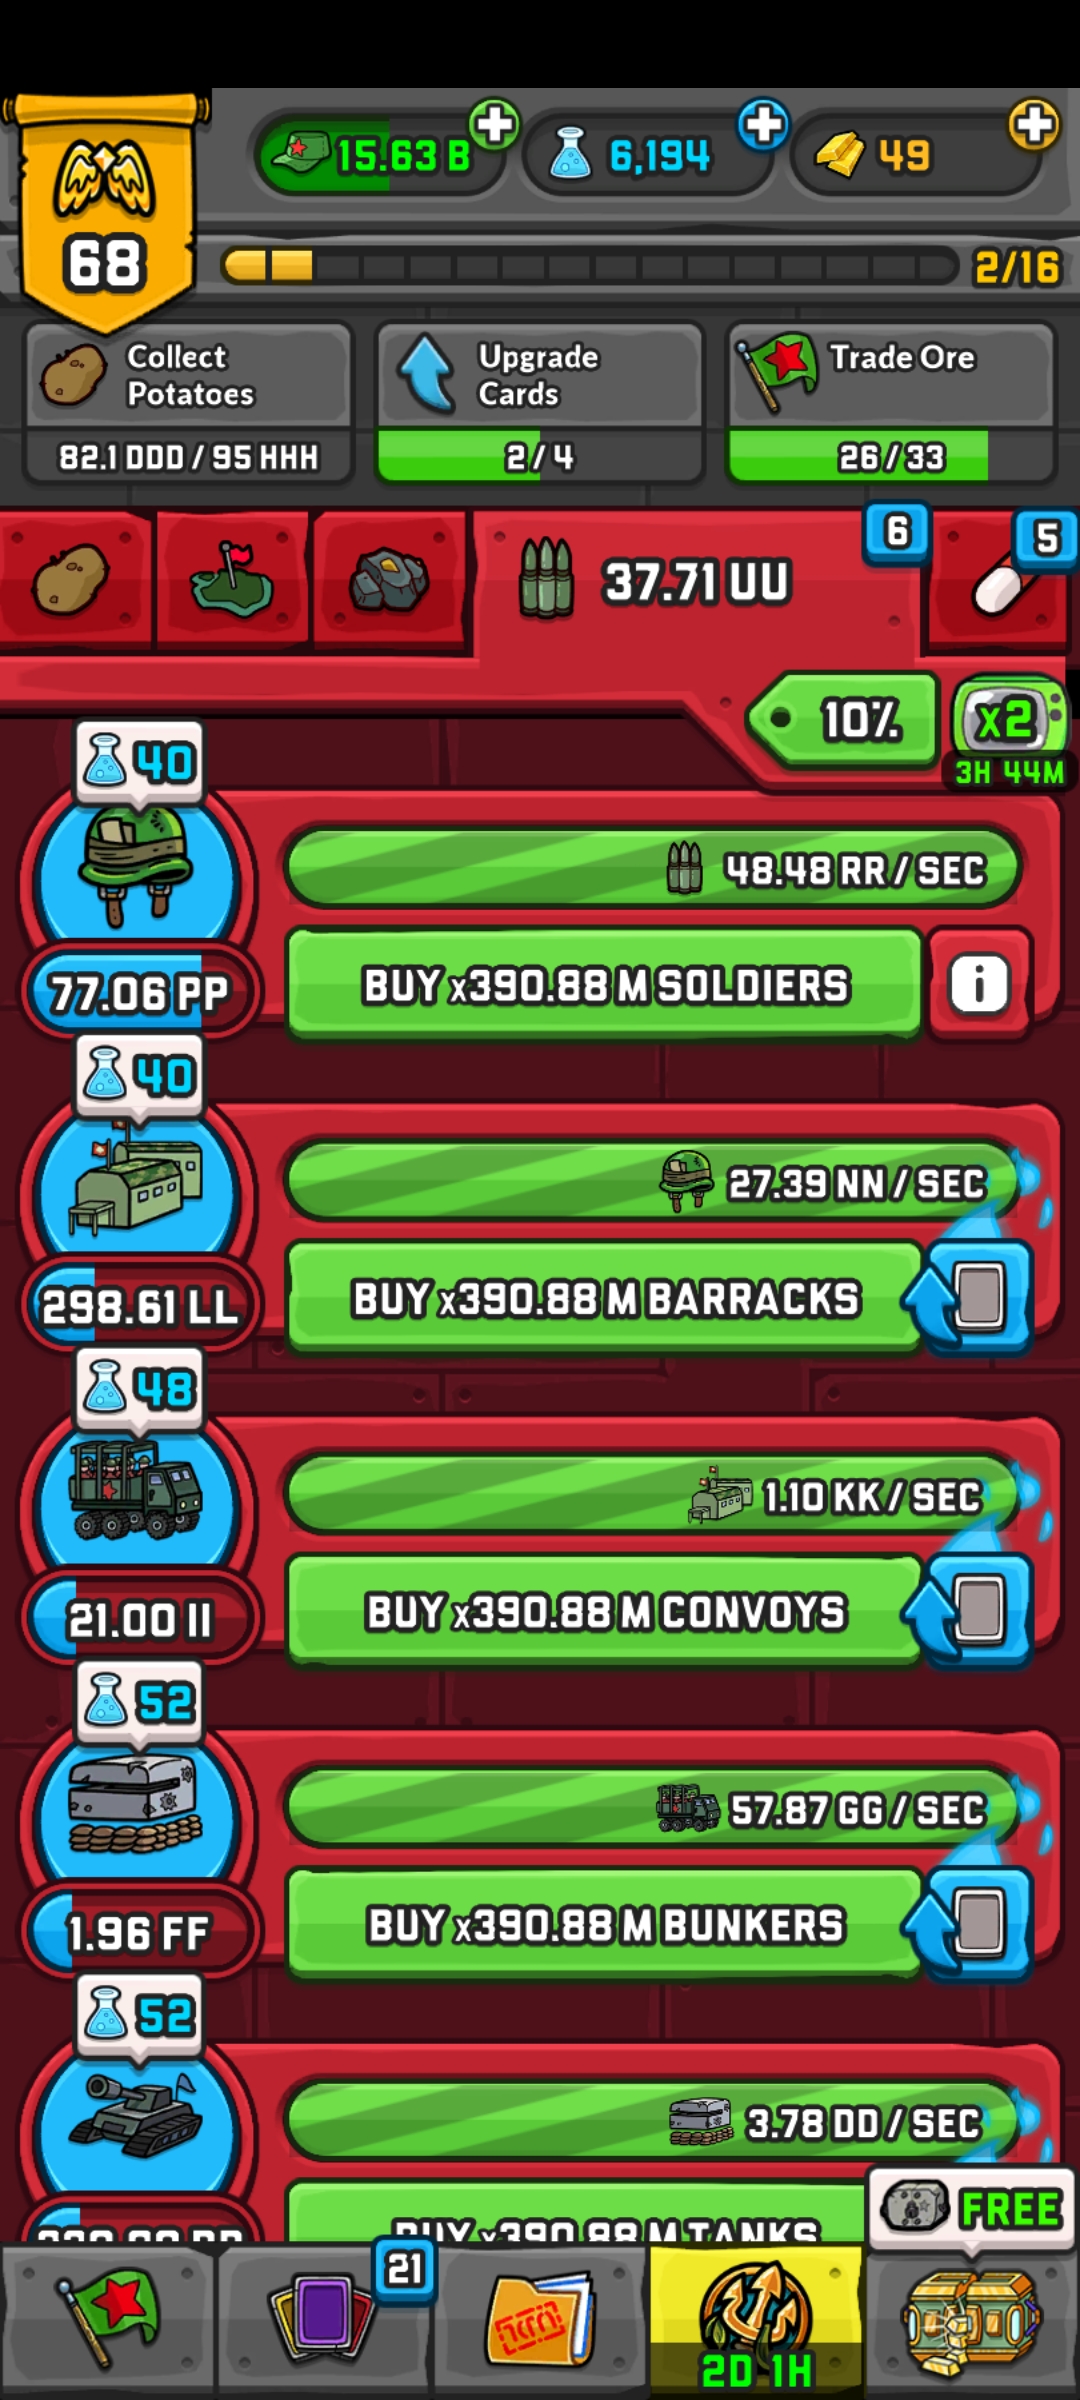 15.63 B
6,194
49
68
2/16
Collect
Potatoes
82.1 DDD / 95 HHH
Upgrade
Cards
2 / 4
Trade Ore
26 / 33
37.71 UU
6
5
10%
x2
3H 44M
40
48.48 RR / SEC
77.06 PP
BUY x390.88 M SOLDIERS
i
40
27.39 NN / SEC
298.61 LL
BUY x390.88 M BARRACKS
48
1.10 KK / SEC
21.00 II
BUY x390.88 M CONVOYS
52
57.87 GG / SEC
1.96 FF
BUY x390.88 M BUNKERS
52
3.78 DD / SEC
BUY x390.88 M TANKS
FREE
21
2D 1H